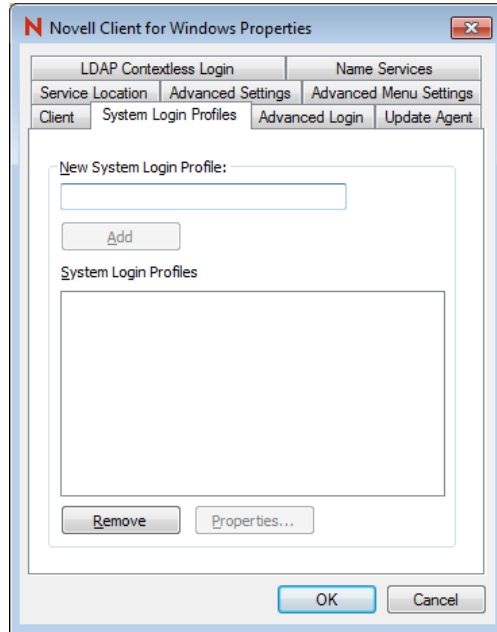 Novell Client for Windows Properties
LDAP Contextless Login Name Services
Service Location Advanced Settings Advanced Menu Settings
Client System Login Profiles Advanced Login Update Agent
New System Login Profile:
Add
System Login Profiles
Remove Properties...
OK Cancel